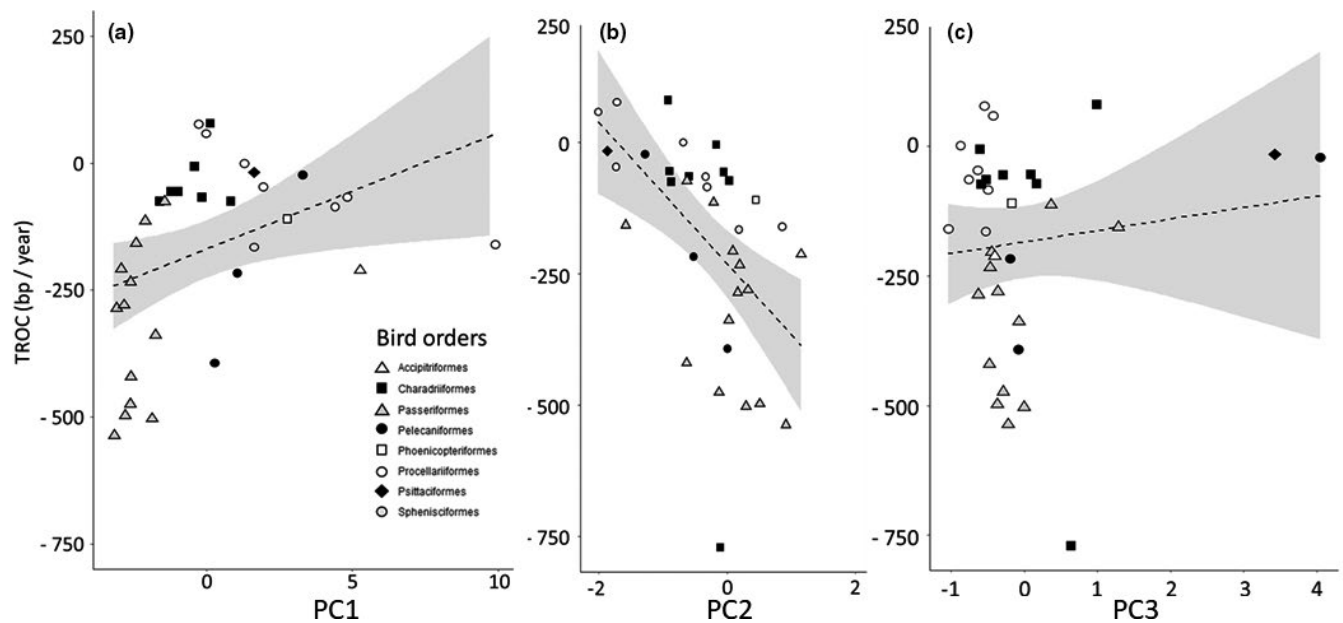 (a)
(b)
(c)
250
0
-250
-500
-750
TROC (bp / year)
0
5
10
PC1
Bird orders
Accipitriformes
Charadriiformes
Passeriformes
Pelecaniformes
Phoenicopteriformes
Procellariiformes
Psittaciformes
Sphenisciformes
250
0
-250
-500
-750
-2
0
2
PC2
250
0
-250
-500
-750
-1
0
1
2
3
4
PC3